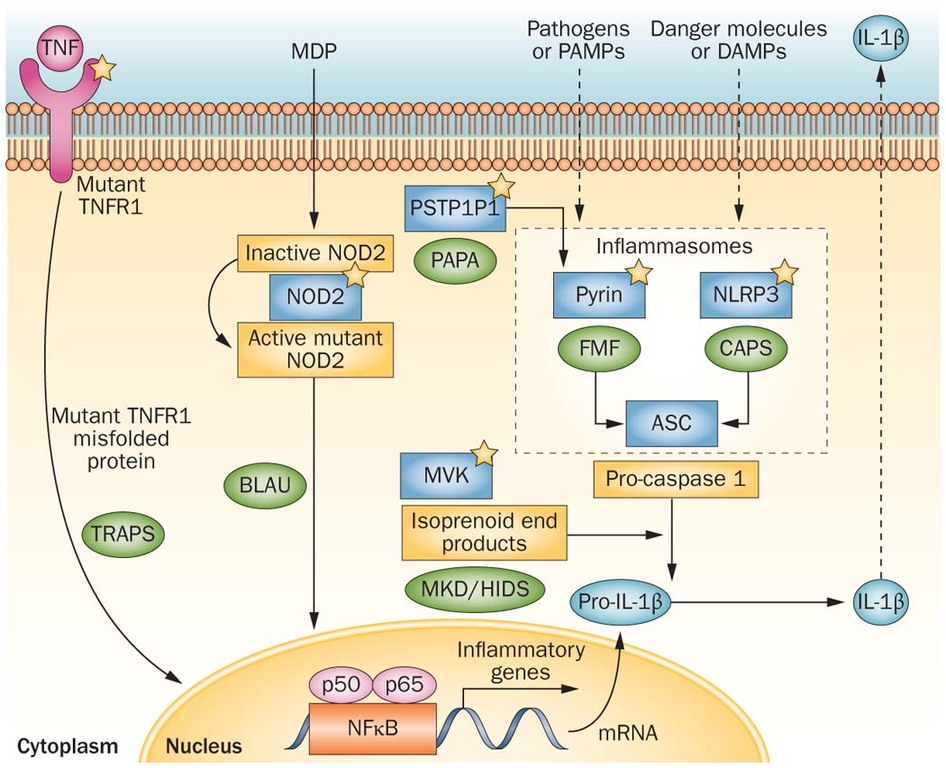 TNF
MDP
Pathogens
or PAMPs
Danger molecules
or DAMPs
IL-1β
Mutant
TNFR1
PSTP1P1
PAPA
Inflammasomes
Inactive NOD2
NOD2
Active mutant
NOD2
Pyrin
NLRP3
FMF
CAPS
ASC
Mutant TNFR1
misfolded
protein
TRAPS
BLAU
MVK
Isoprenoid end
products
MKD/HIDS
Pro-caspase 1
Pro-IL-1β
IL-1β
Inflammatory
genes
p50
p65
NFκB
mRNA
Cytoplasm
Nucleus